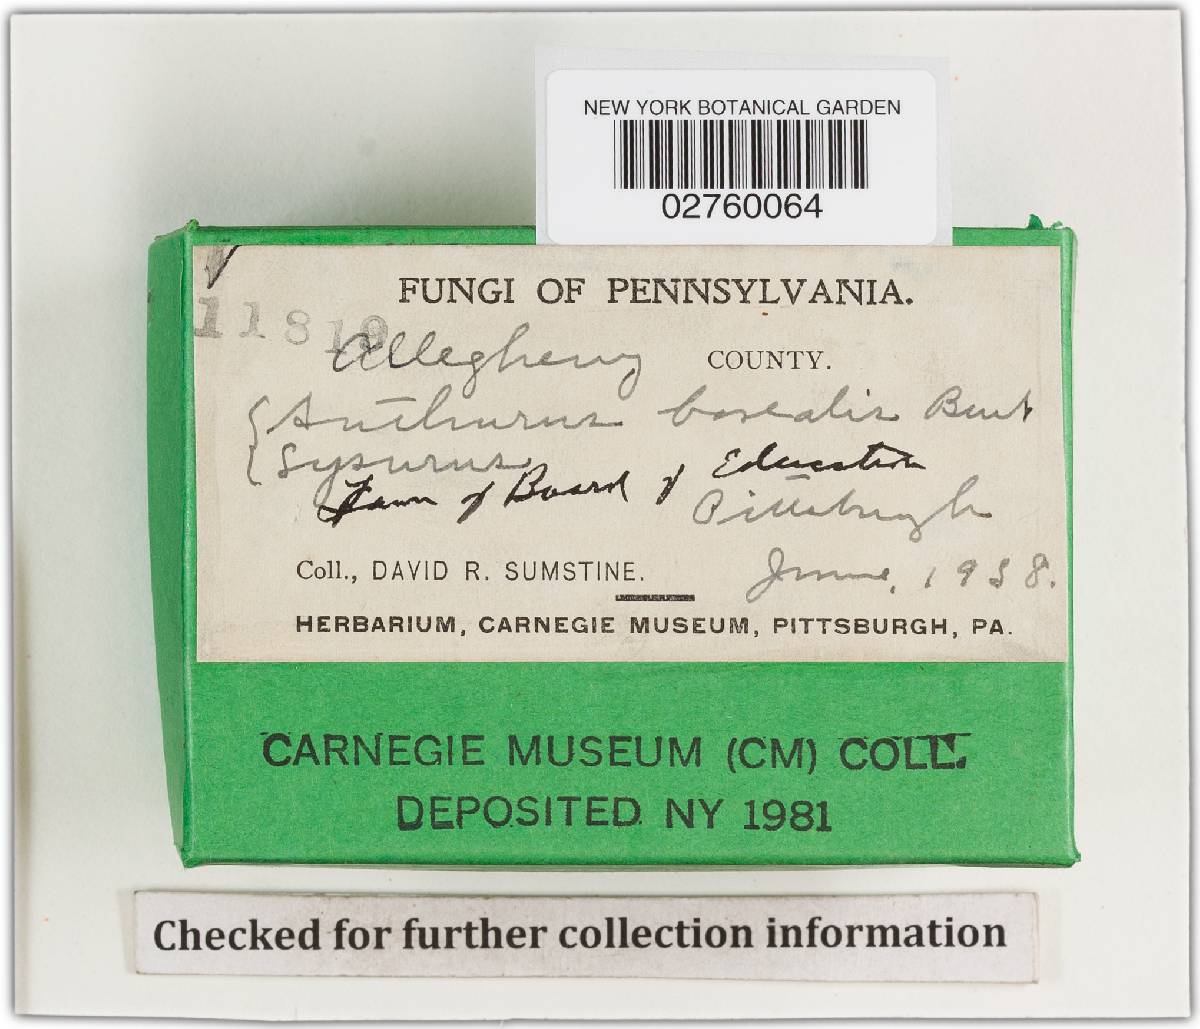 NEW YORK BOTANICAL GARDEN
02760064
FUNGI OF PENNSYLVANIA.
11819
Allegheny COUNTY.
{ Anthurus borealis Burt
{ Lysurus
Lawn of Board of Education
Pittsburgh
Coll., DAVID R. SUMSTINE. June, 1938.
HERBARIUM, CARNEGIE MUSEUM, PITTSBURGH, PA.
CARNEGIE MUSEUM (CM) COLL.
DEPOSITED NY 1981
Checked for further collection information